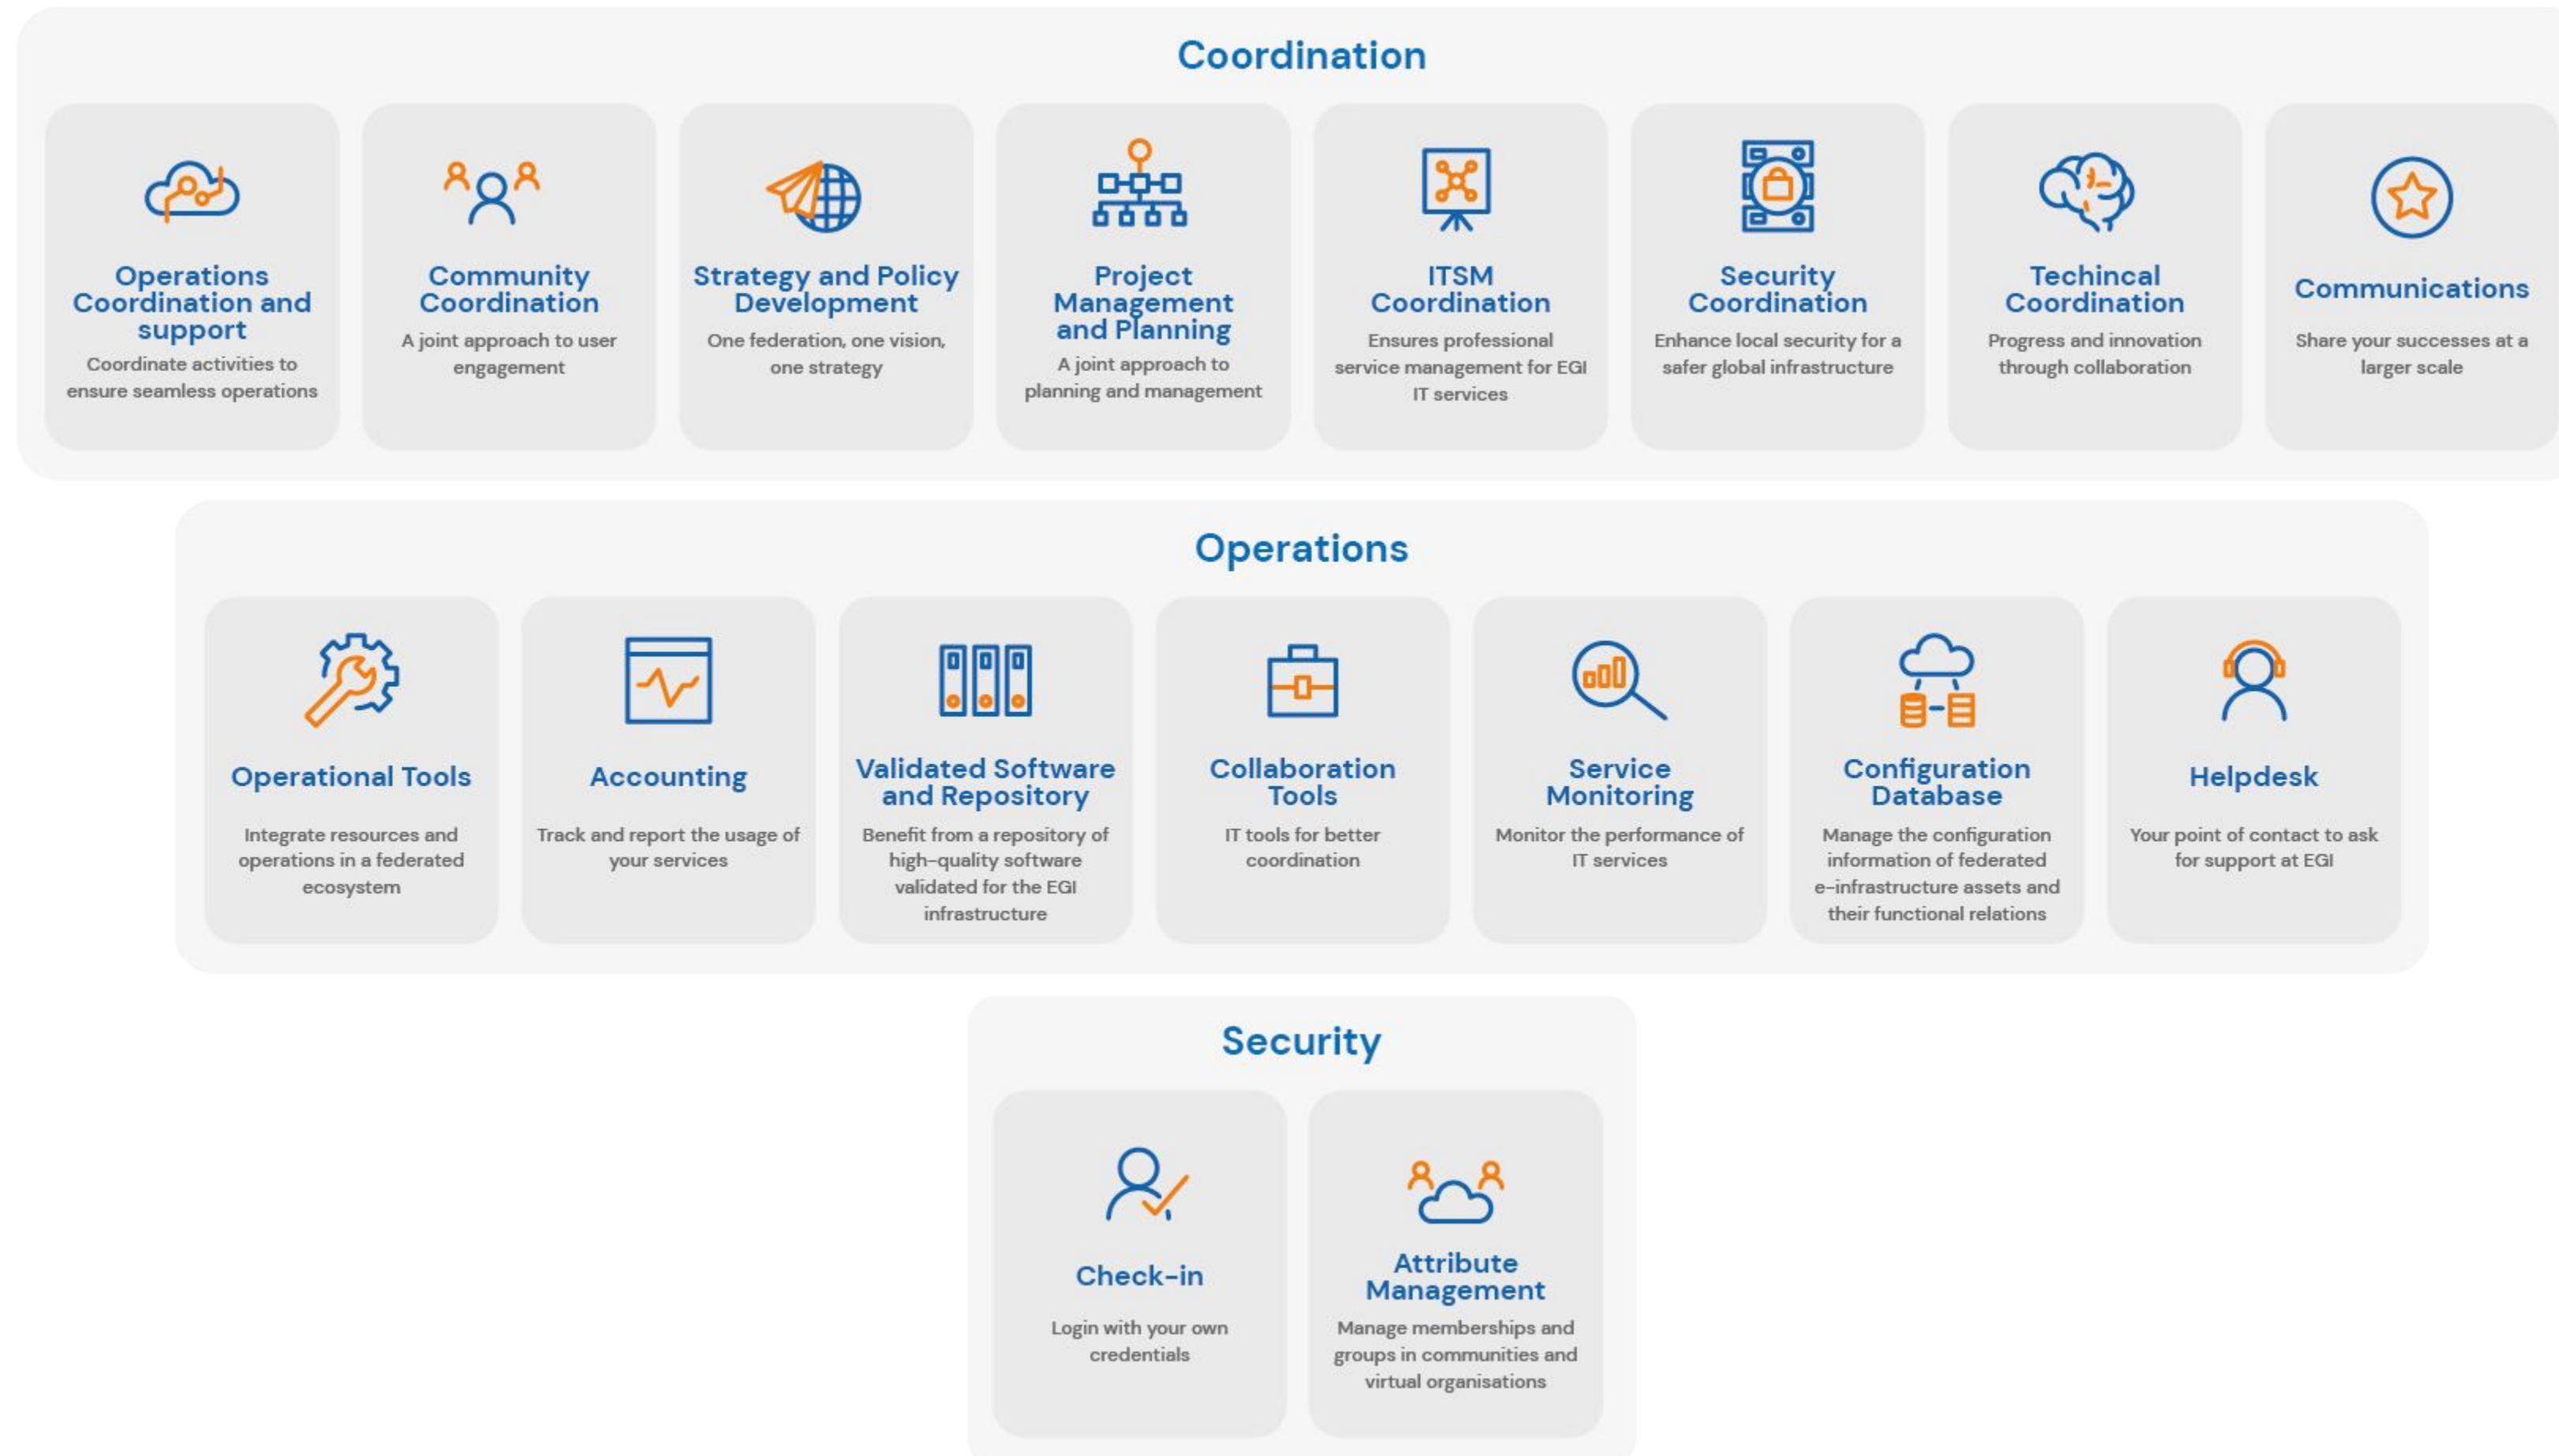 Coordination
Operations
Coordination and
support
Coordinate activities to
ensure seamless operations
Community
Coordination
A joint approach to user
engagement
Strategy and Policy
Development
One federation, one vision,
one strategy
Project
Management
and Planning
A joint approach to
planning and management
ITSM
Coordination
Ensures professional
service management for EGI
IT services
Security
Coordination
Enhance local security for a
safer global infrastructure
Techincal
Coordination
Progress and innovation
through collaboration
Communications
Share your successes at a
larger scale
Operations
Operational Tools
Integrate resources and
operations in a federated
ecosystem
Accounting
Track and report the usage of
your services
Validated Software
and Repository
Benefit from a repository of
high-quality software
validated for the EGI
infrastructure
Collaboration
Tools
IT tools for better
coordination
Service
Monitoring
Monitor the performance of
IT services
Configuration
Database
Manage the configuration
information of federated
e-infrastructure assets and
their functional relations
Helpdesk
Your point of contact to ask
for support at EGI
Security
Check-in
Login with your own
credentials
Attribute
Management
Manage memberships and
groups in communities and
virtual organisations